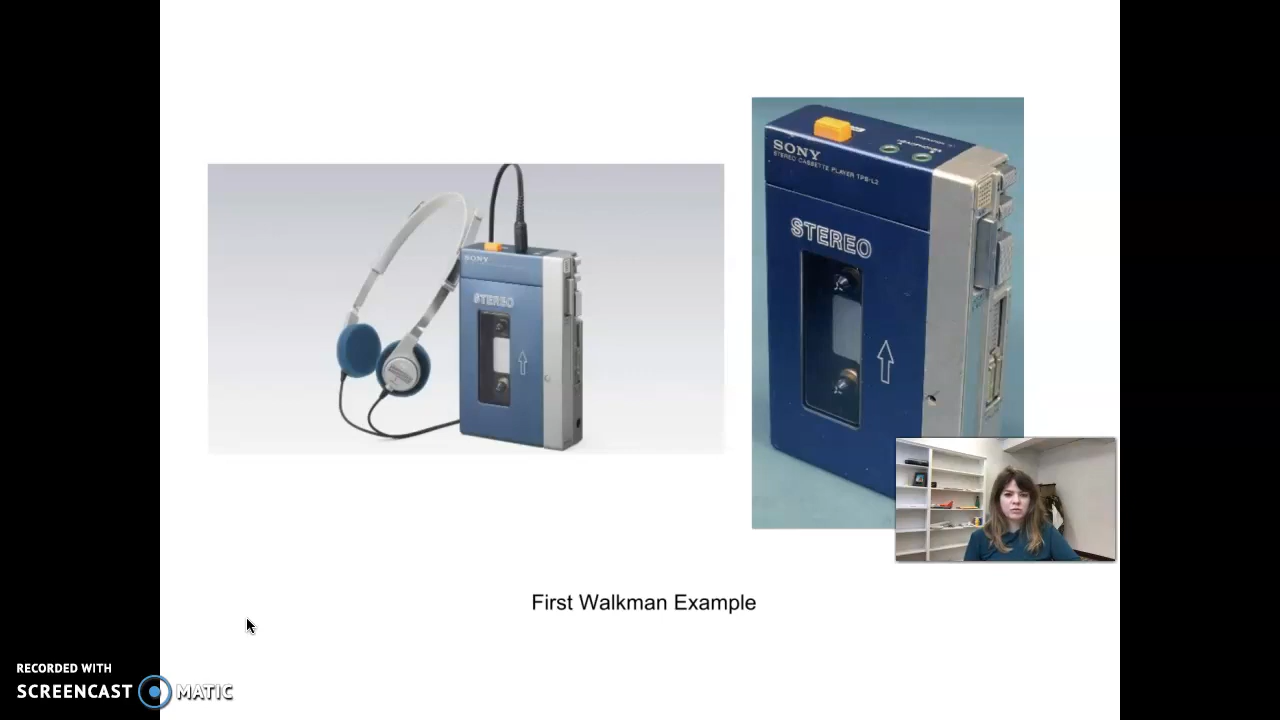 SONY
STEREO
SONY
STEREO CASSETTE PLAYER TPS-L2
STEREO
First Walkman Example
RECORDED WITH
SCREENCAST MATIC